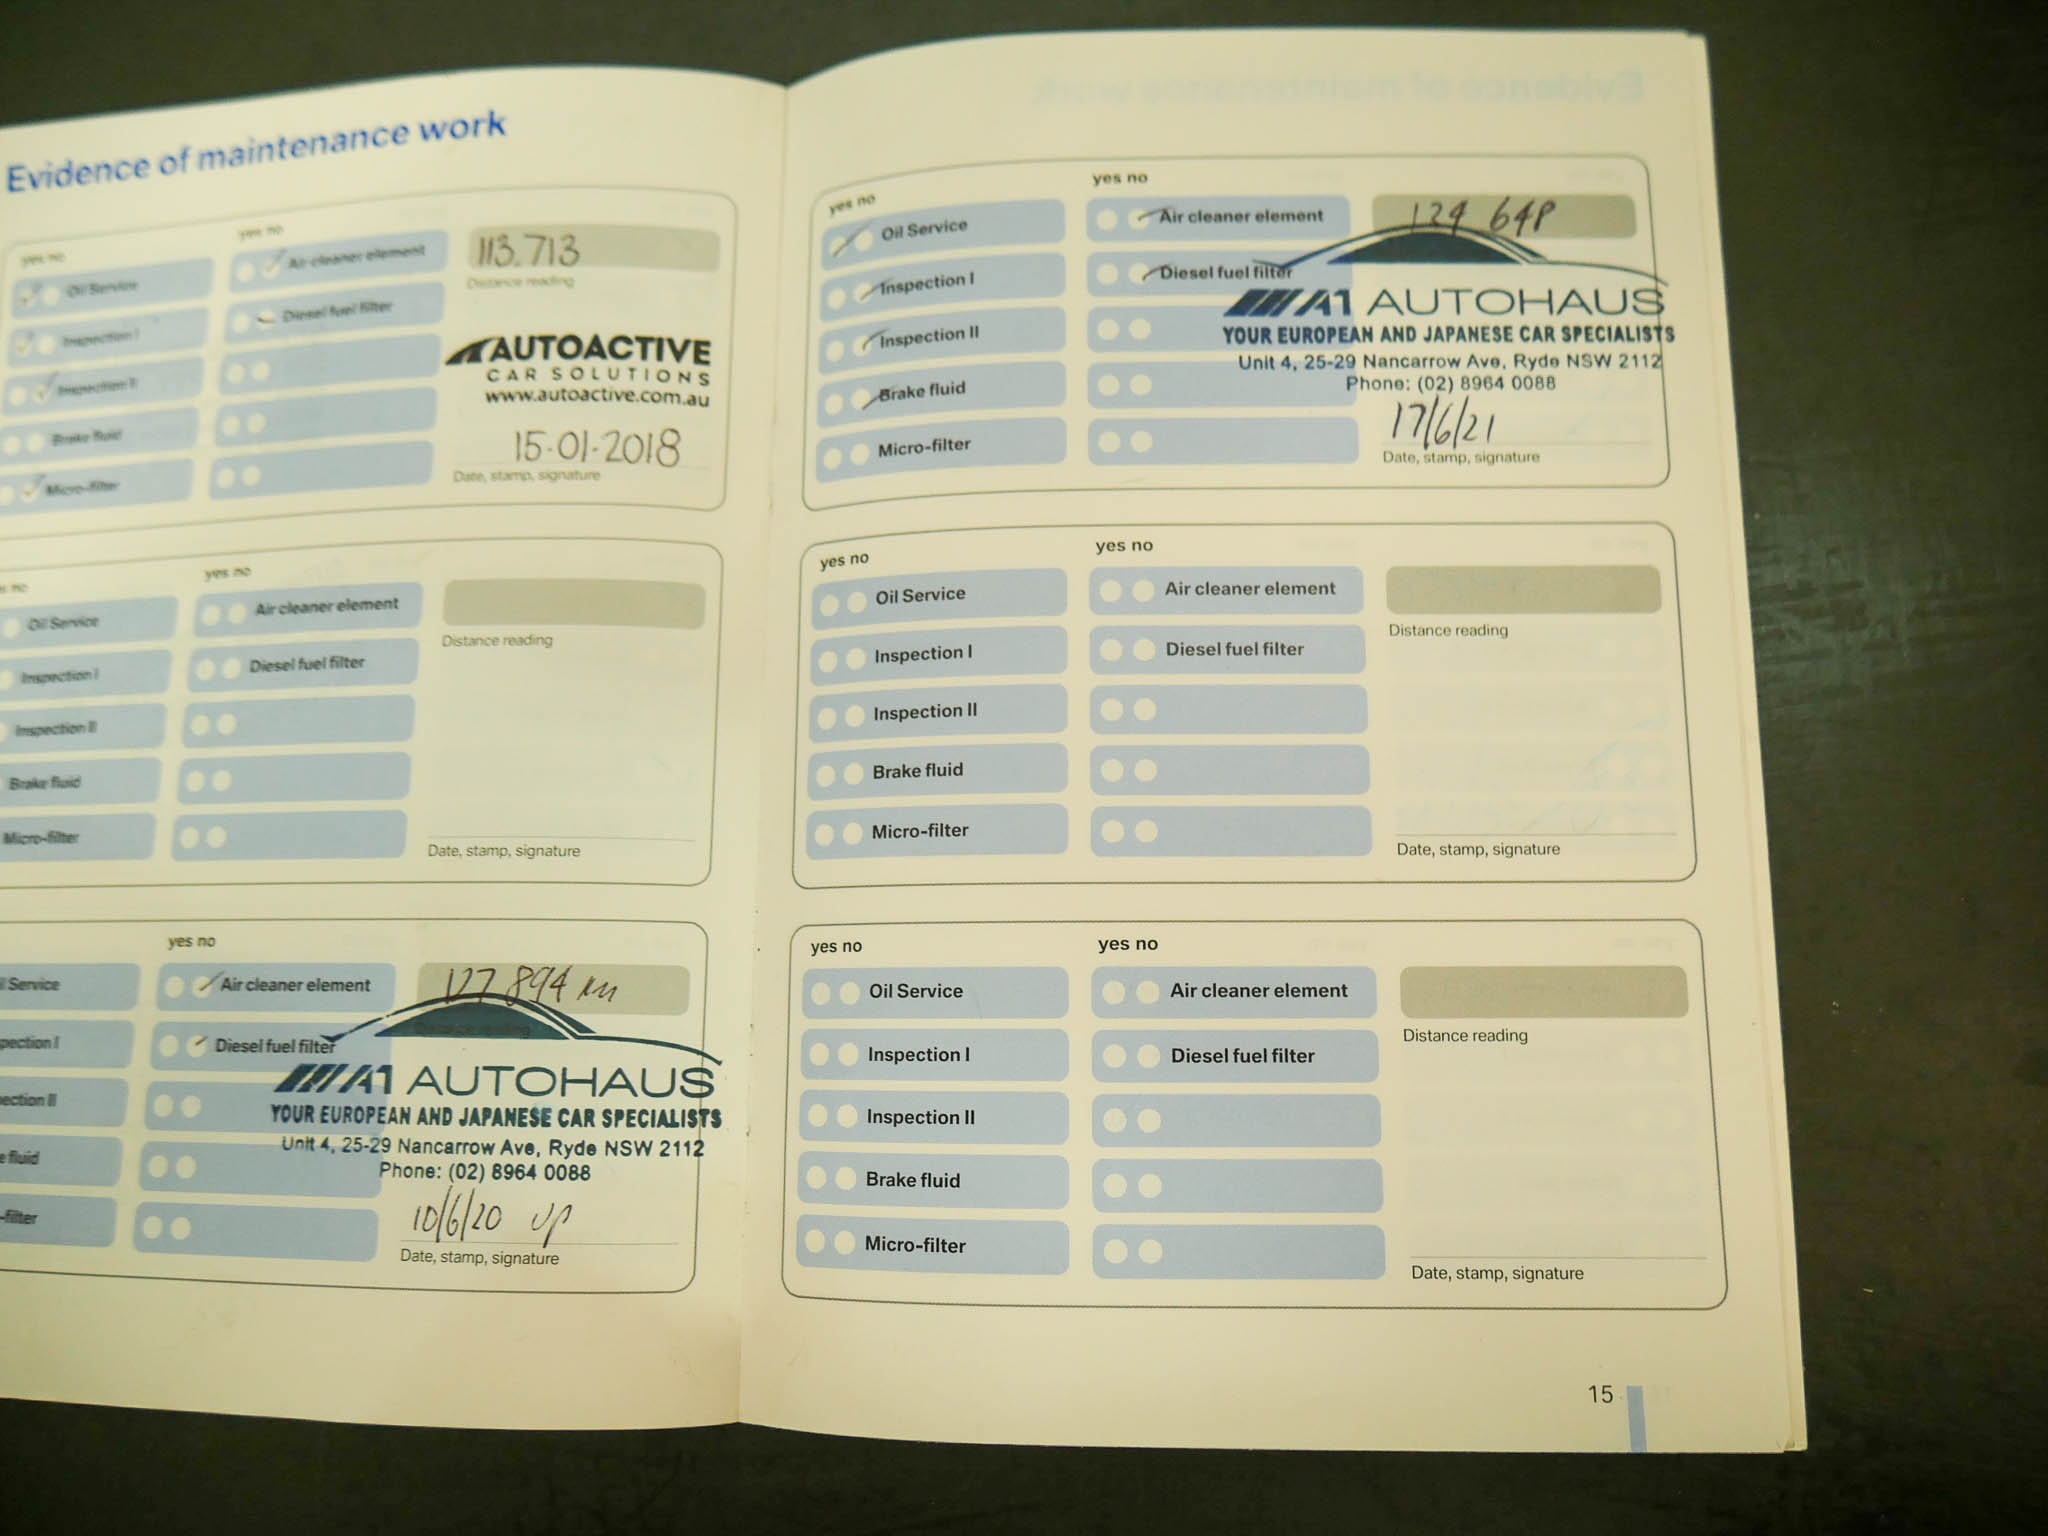 Evidence of maintenance work
yes no
yes no
Oil Service
Air cleaner element
113.713
Distance reading
Inspection I
Diesel fuel filter
Inspection II
Brake fluid
Micro-filter
AUTOACTIVE
CAR SOLUTIONS
www.autoactive.com.au
15-01-2018
Date, stamp, signature
no
yes no
Oil Service
Air cleaner element
Distance reading
Inspection I
Diesel fuel filter
Inspection II
Brake fluid
Micro-filter
Date, stamp, signature
yes no
Service
Air cleaner element
127 894 km
Distance reading
Diesel fuel filter
A1 AUTOHAUS
YOUR EUROPEAN AND JAPANESE CAR SPECIALISTS
Unit 4, 25-29 Nancarrow Ave, Ryde NSW 2112
Phone: (02) 8964 0088
fluid
filter
10/6/20
Date, stamp, signature
yes no
yes no
Oil Service
Air cleaner element
Inspection I
Diesel fuel filter
Inspection II
Brake fluid
Micro-filter
A1 AUTOHAUS
YOUR EUROPEAN AND JAPANESE CAR SPECIALISTS
Unit 4, 25-29 Nancarrow Ave, Ryde NSW 2112
Phone: (02) 8964 0088
17/6/21
Date, stamp, signature
yes no
yes no
Oil Service
Air cleaner element
Distance reading
Inspection I
Diesel fuel filter
Inspection II
Brake fluid
Micro-filter
Date, stamp, signature
yes no
yes no
Oil Service
Air cleaner element
Distance reading
Inspection I
Diesel fuel filter
Inspection II
Brake fluid
Micro-filter
Date, stamp, signature
15